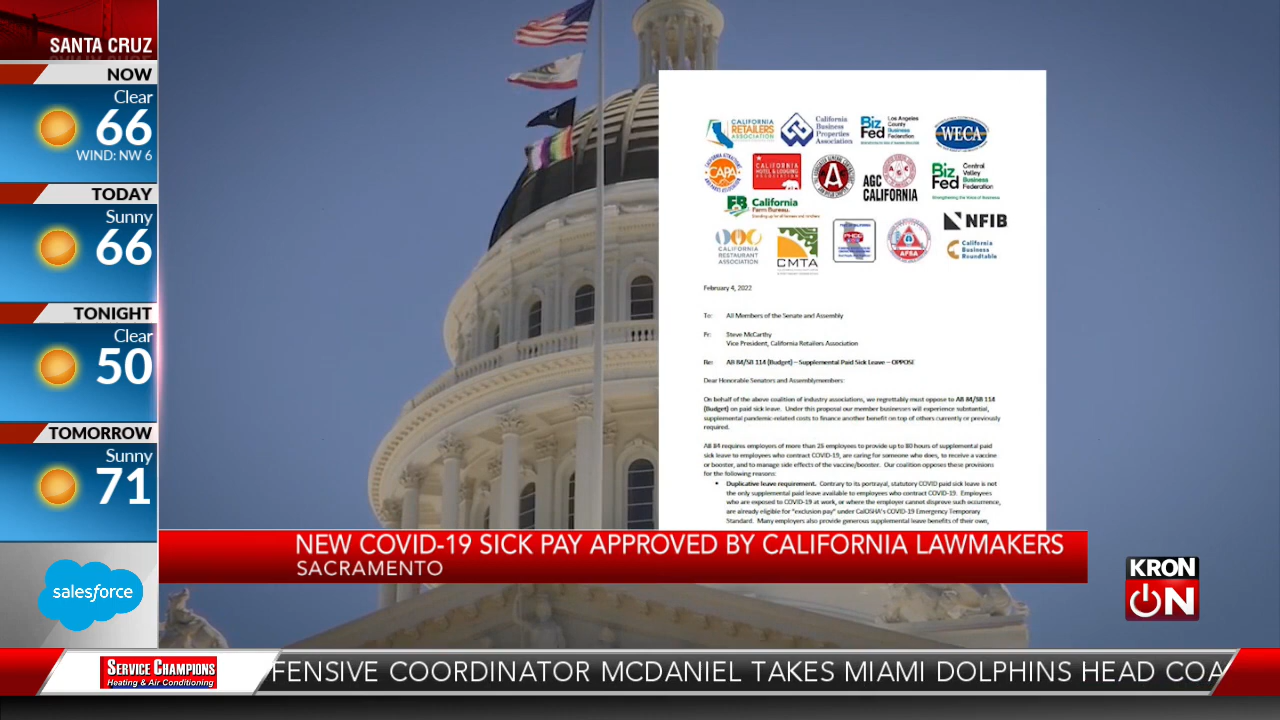 SANTA CRUZ
NOW
Clear
66
WIND: NW 6
TODAY
Sunny
66
TONIGHT
Clear
50
TOMORROW
Sunny
71
salesforce
CALIFORNIA
RETAILERS
ASSOCIATION
California
Business
Properties
Association
Biz
Fed
Los Angeles
County
Business
Federation
WECA
CAPA
CALIFORNIA
HOTEL & LODGING
ASSOCIATION
A
AGC
CALIFORNIA
Biz
Fed
Central
Valley
Business
Federation
Strengthening the Voice of Business
FB California
Farm Bureau.
NFIB
CALIFORNIA
RESTAURANT
ASSOCIATION
CMTA
PHCC
AFSA
California
Business
Roundtable
February 4, 2022
To: All Members of the Senate and Assembly
Fr: Steve McCarthy
Vice President, California Retailers Association
Re: AB 84/SB 114 (Budget) – Supplemental Paid Sick Leave – OPPOSE
Dear Honorable Senators and Assemblymembers:
On behalf of the above coalition of industry associations, we regrettably must oppose to AB 84/SB 114
(Budget) on paid sick leave. Under this proposal our member businesses will experience substantial,
supplemental pandemic-related costs to finance another benefit on top of others currently or previously
required.
AB 84 requires employers of more than 25 employees to provide up to 80 hours of supplemental paid
sick leave to employees who contract COVID-19, are caring for someone who does, to receive a vaccine
or booster, and to manage side effects of the vaccine/booster. Our coalition opposes these provisions
for the following reasons:
• Duplicative leave requirement. Contrary to its portrayal, statutory COVID paid sick leave is not
the only supplemental paid leave available to employees who contract COVID-19. Employees
who are exposed to COVID-19 at work, or where the employer cannot disprove such occurrence,
are already eligible for "exclusion pay" under CalOSHA's COVID-19 Emergency Temporary
Standard. Many employers also provide generous supplemental leave benefits of their own,
NEW COVID-19 SICK PAY APPROVED BY CALIFORNIA LAWMAKERS
SACRAMENTO
KRON
ON
SERVICE CHAMPIONS
Heating & Air Conditioning
FENSIVE COORDINATOR MCDANIEL TAKES MIAMI DOLPHINS HEAD COA